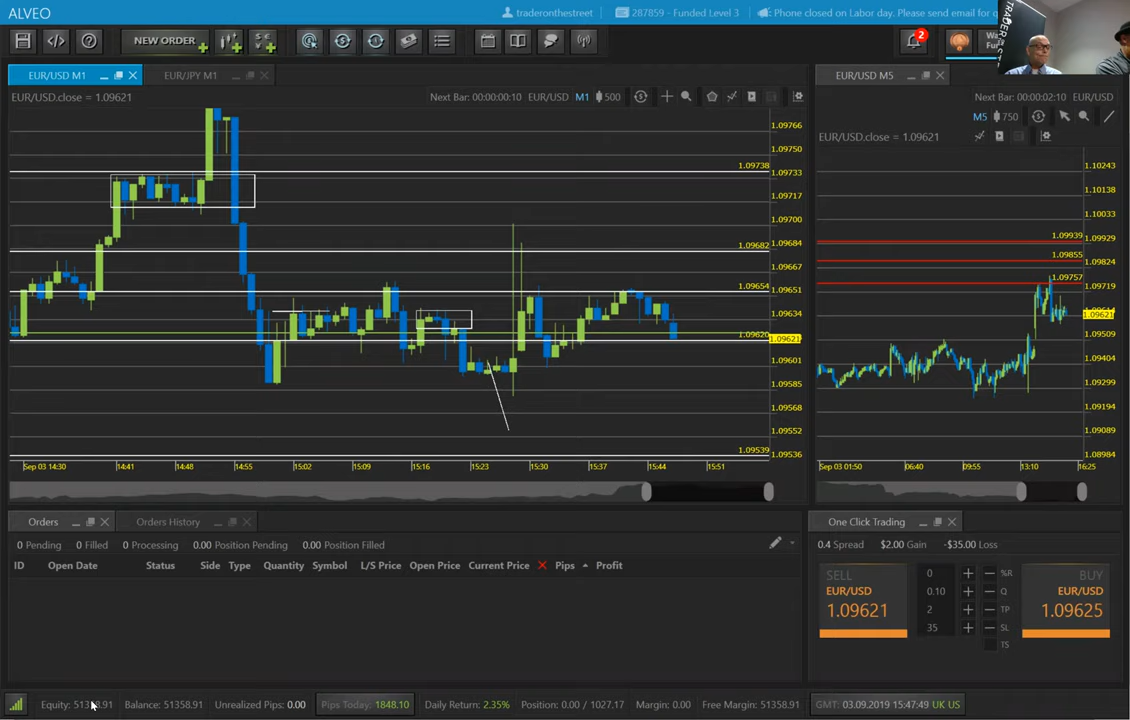 ALVEO
traderonthestreet
287859 - Funded Level 3
Phone closed on Labor day. Please send email for
NEW ORDER
2
EUR/USD M1
EUR/JPY M1
EUR/USD.close = 1.09621
Next Bar: 00:00:00:10 EUR/USD M1 500
1.09766
1.09750
1.09738
1.09733
1.09717
1.09700
1.09682
1.09684
1.09667
1.09654
1.09651
1.09634
1.09620
1.09621
1.09601
1.09585
1.09568
1.09552
1.09539
1.09536
Sep 03 14:30 14:41 14:48 14:55 15:02 15:09 15:16 15:23 15:30 15:37 15:44 15:51
EUR/USD M5
Next Bar: 00:00:02:10 EUR/USD
M5 750
EUR/USD.close = 1.09621
1.10243
1.10138
1.10033
1.09939
1.09929
1.09855
1.09824
1.09757
1.09719
1.09621
1.09509
1.09404
1.09299
1.09194
1.09089
1.08984
Sep 03 01:50 06:40 09:55 13:10 16:25
Orders
Orders History
0 Pending 0 Filled 0 Processing 0.00 Position Pending 0.00 Position Filled
ID Open Date Status Side Type Quantity Symbol L/S Price Open Price Current Price Pips Profit
One Click Trading
0.4 Spread $2.00 Gain -$35.00 Loss
SELL
EUR/USD
1.09621
0 %R
0.10 Q
2 TP
35 SL
TS
BUY
EUR/USD
1.09625
Equity: 51358.91 Balance: 51358.91 Unrealized Pips: 0.00 Pips Today: 1848.10 Daily Return: 2.35% Position: 0.00 / 1027.17 Margin: 0.00 Free Margin: 51358.91 GMT: 03.09.2019 15:47:49 UK US